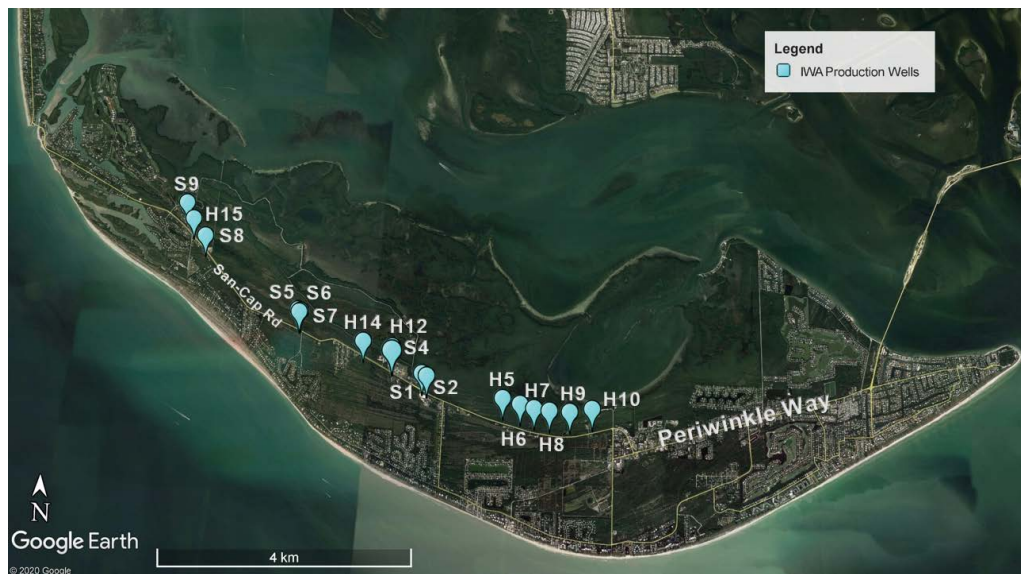 Legend
IWA Production Wells
S9
H15
S8
San-Cap Rd
S5 S6
S7
H14 H12
S4
S1 S2
H5
H7
H9
H10
H6
H8
Periwinkle Way
N
Google Earth
4 km
© 2020 Google